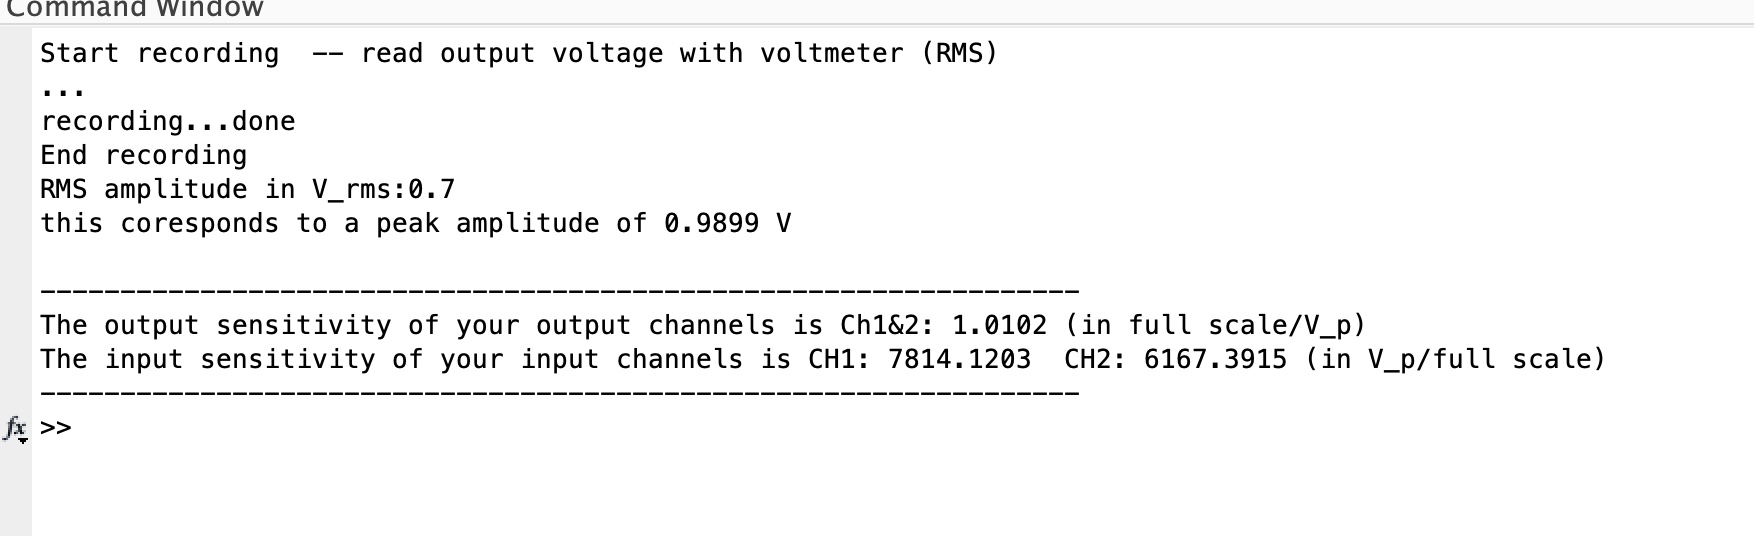 Command Window
Start recording  -- read output voltage with voltmeter (RMS)
...
recording...done
End recording
RMS amplitude in V_rms:0.7
this coresponds to a peak amplitude of 0.9899 V
-----------------------------------------------------------------
The output sensitivity of your output channels is Ch1&2: 1.0102 (in full scale/V_p)
The input sensitivity of your input channels is CH1: 7814.1203  CH2: 6167.3915 (in V_p/full scale)
-----------------------------------------------------------------
fx >>